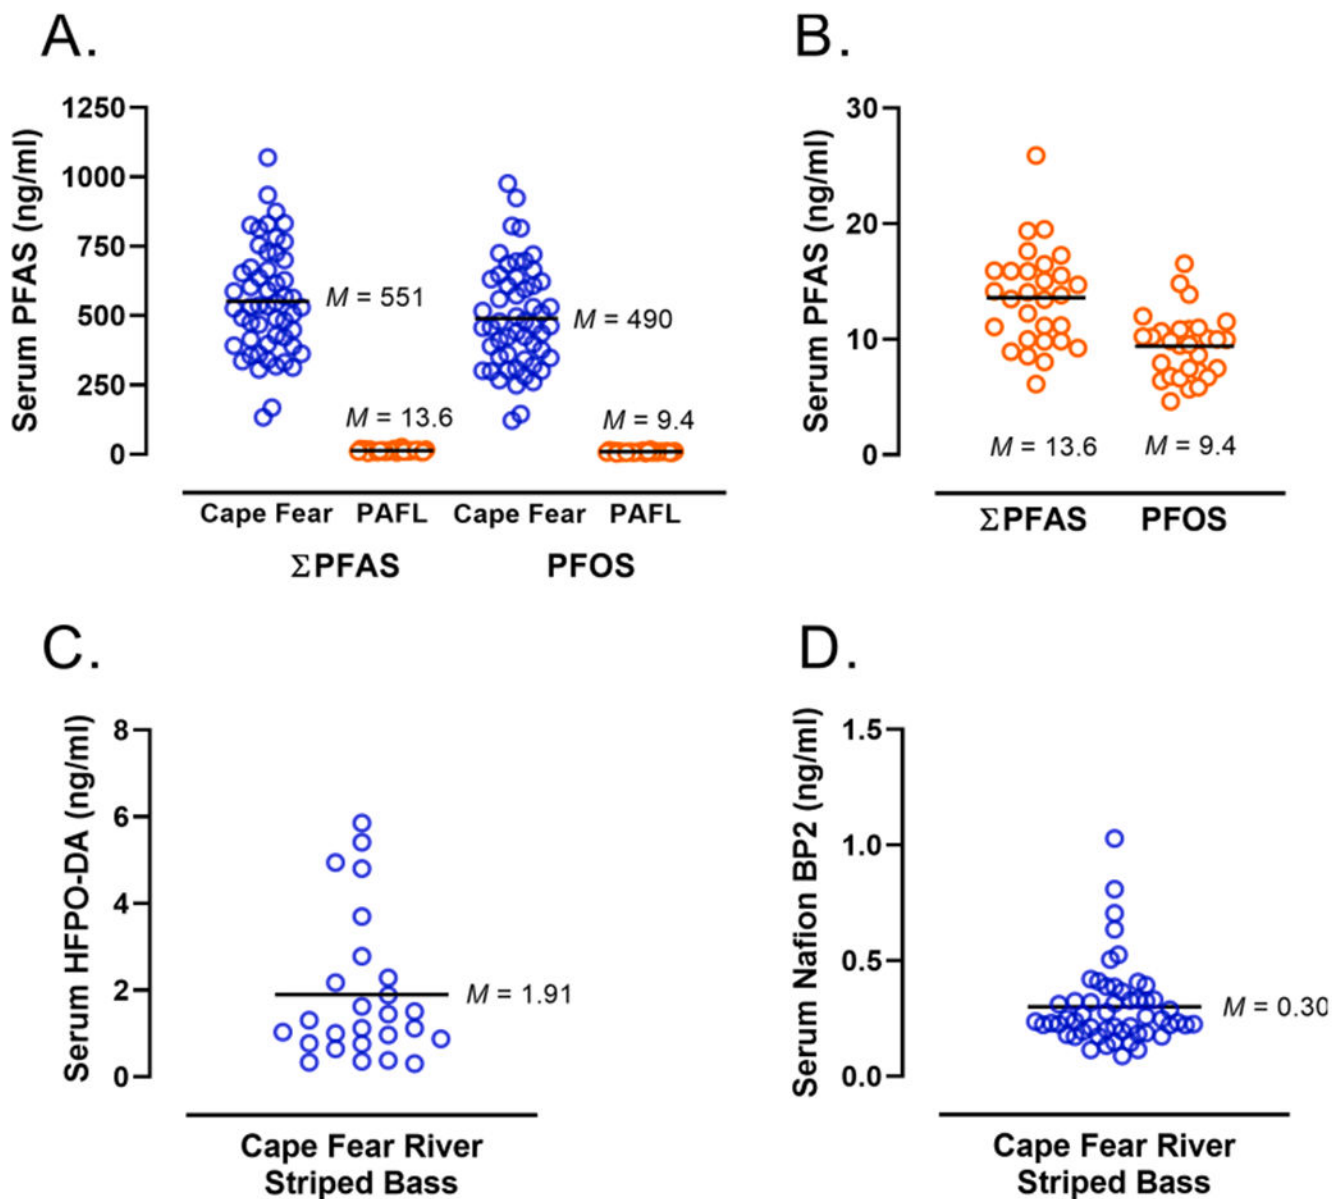 A.
Serum PFAS (ng/ml)
1250
1000
750
500
250
0
M = 551
M = 490
M = 13.6
M = 9.4
Cape Fear PAFL Cape Fear PAFL
ΣPFAS PFOS
B.
Serum PFAS (ng/ml)
30
20
10
0
M = 13.6 M = 9.4
ΣPFAS PFOS
C.
Serum HFPO-DA (ng/ml)
8
6
4
2
0
M = 1.91
Cape Fear River
Striped Bass
D.
Serum Nafion BP2 (ng/ml)
1.5
1.0
0.5
0.0
M = 0.30
Cape Fear River
Striped Bass